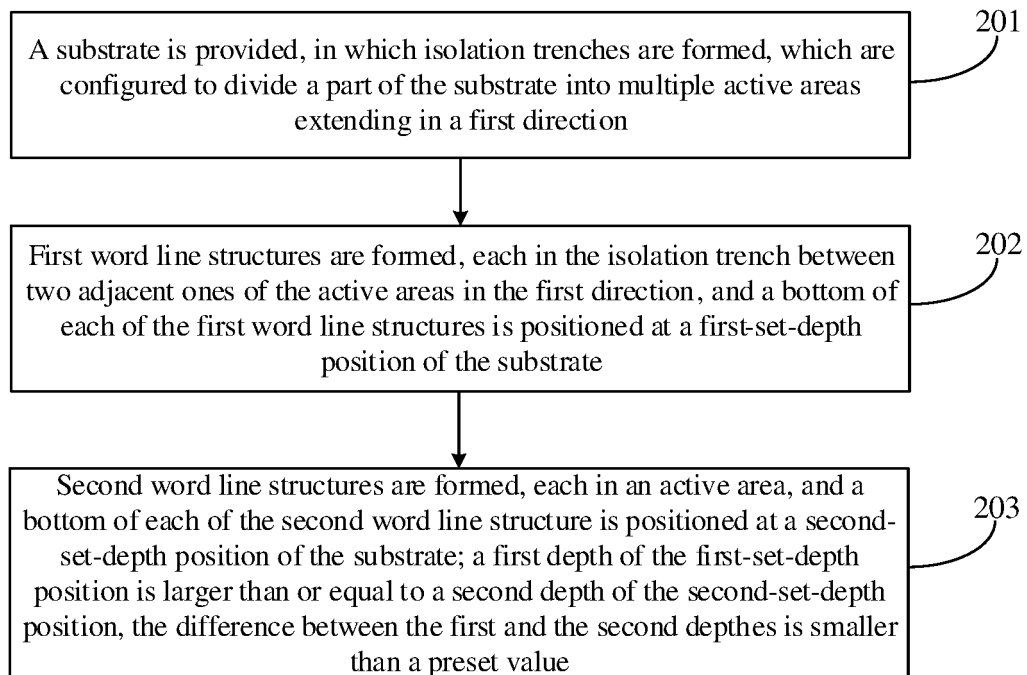 201
A substrate is provided, in which isolation trenches are formed, which are
configured to divide a part of the substrate into multiple active areas
extending in a first direction
202
First word line structures are formed, each in the isolation trench between
two adjacent ones of the active areas in the first direction, and a bottom of
each of the first word line structures is positioned at a first-set-depth
position of the substrate
203
Second word line structures are formed, each in an active area, and a
bottom of each of the second word line structure is positioned at a second-
set-depth position of the substrate; a first depth of the first-set-depth
position is larger than or equal to a second depth of the second-set-depth
position, the difference between the first and the second depthes is smaller
than a preset value